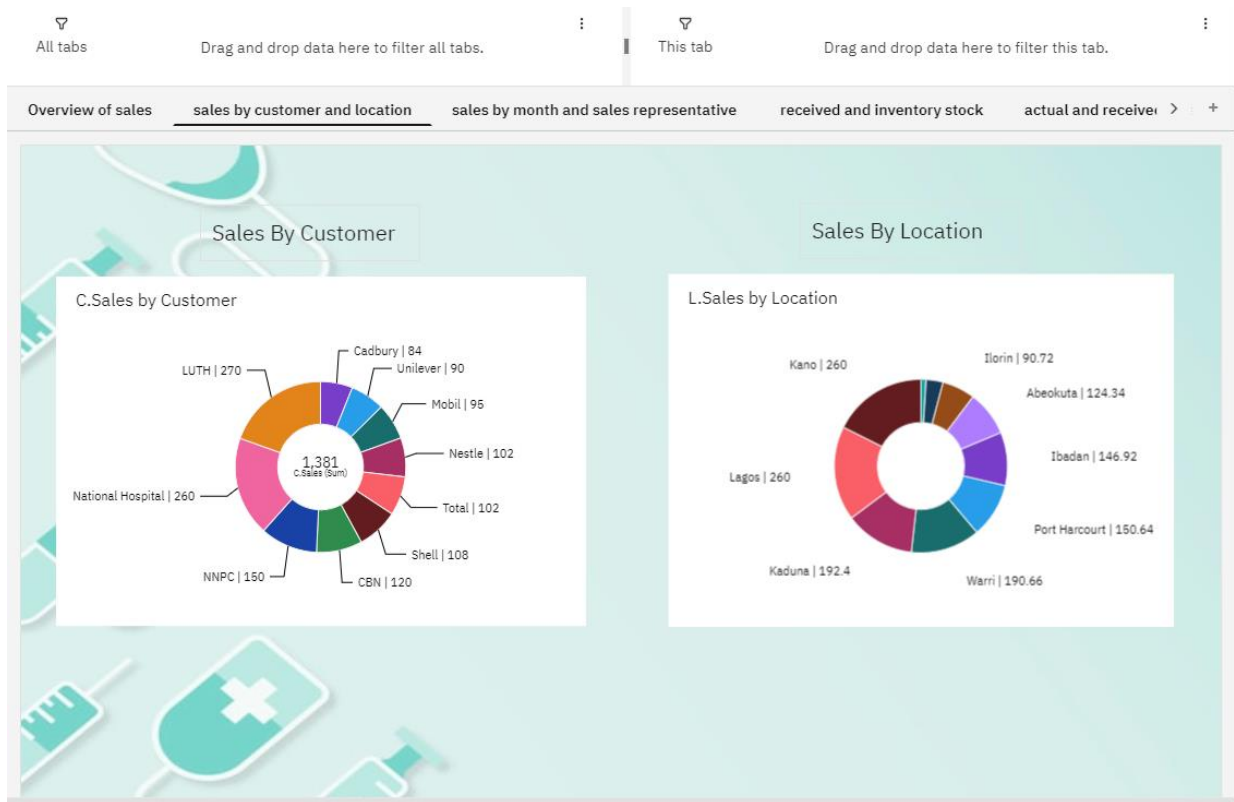 All tabs
Drag and drop data here to filter all tabs.
This tab
Drag and drop data here to filter this tab.
Overview of sales
sales by customer and location
sales by month and sales representative
received and inventory stock
actual and receive
Sales By Customer
Sales By Location
C.Sales by Customer
Cadbury | 84
LUTH | 270
Unilever | 90
Mobil | 95
Nestle | 102
1,381
C.Sales (Sum)
National Hospital | 260
Total | 102
Shell | 108
NNPC | 150
CBN | 120
L.Sales by Location
Ilorin | 90.72
Kano | 260
Abeokuta | 124.34
Ibadan | 146.92
Lagos | 260
Port Harcourt | 150.64
Kaduna | 192.4
Warri | 190.66